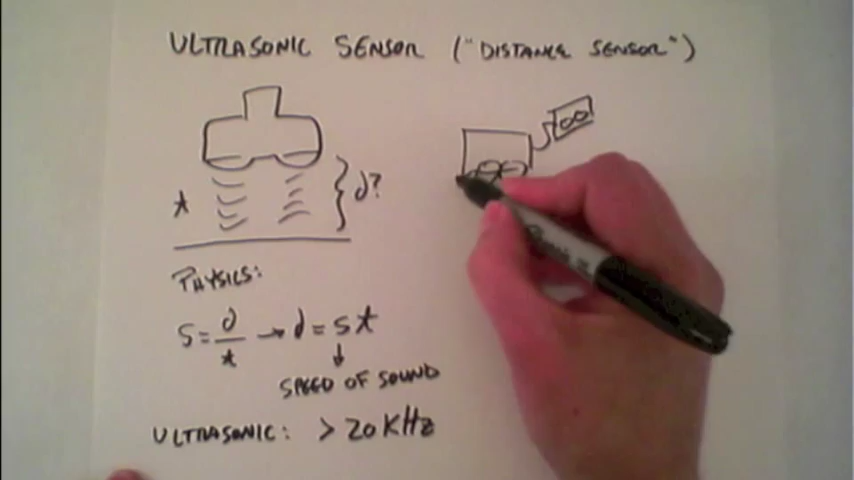 ULTRASONIC SENSOR ("DISTANCE SENSOR")
t
d?
PHYSICS:
S = d/t → d = st
SPEED OF SOUND
ULTRASONIC: > 20 KHz